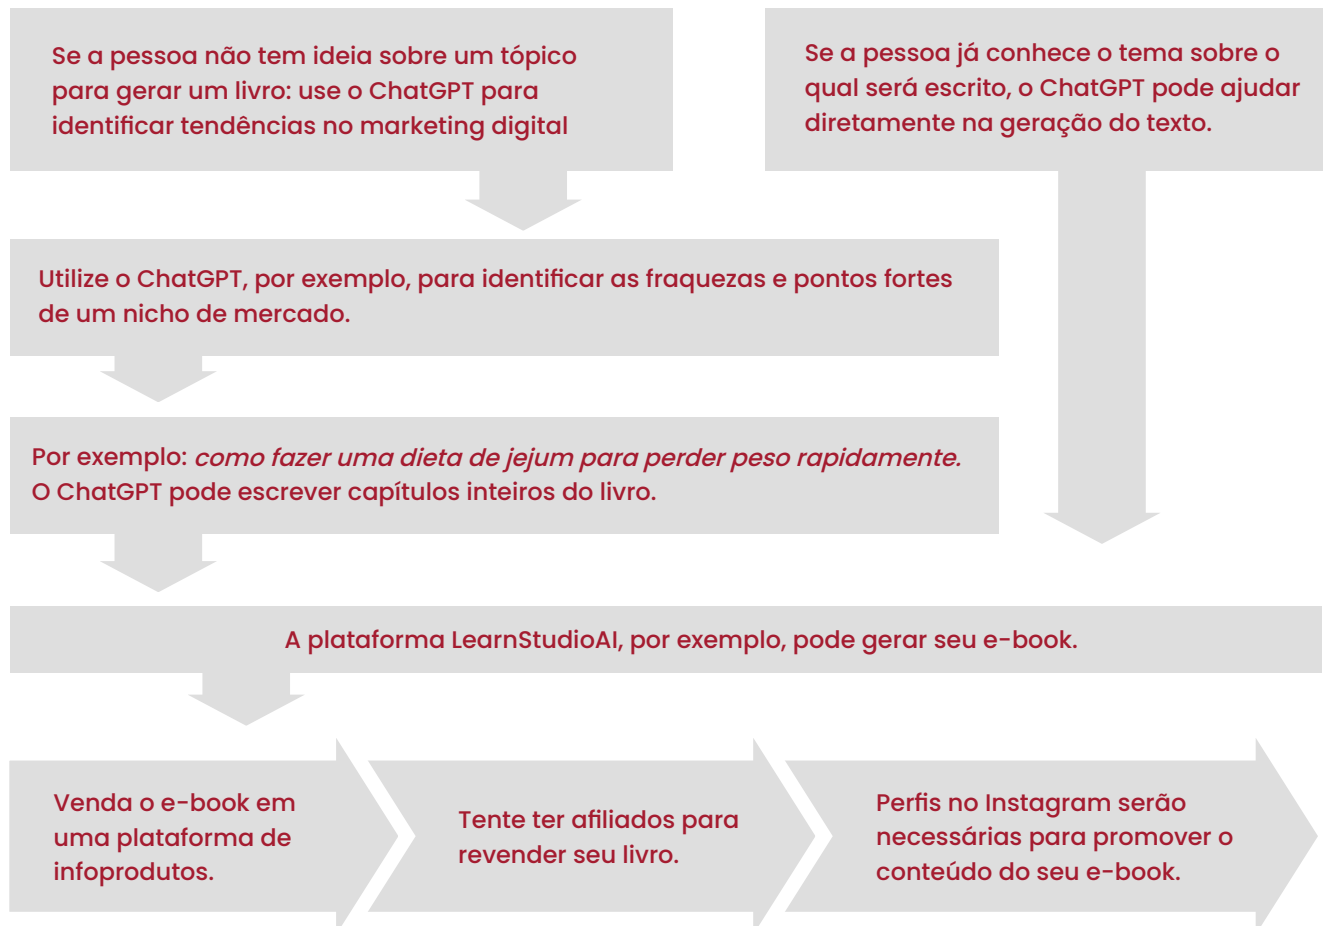 Se a pessoa não tem ideia sobre um tópico
para gerar um livro: use o ChatGPT para
identificar tendências no marketing digital
Se a pessoa já conhece o tema sobre o
qual será escrito, o ChatGPT pode ajudar
diretamente na geração do texto.
Utilize o ChatGPT, por exemplo, para identificar as fraquezas e pontos fortes
de um nicho de mercado.
Por exemplo: como fazer uma dieta de jejum para perder peso rapidamente.
O ChatGPT pode escrever capítulos inteiros do livro.
A plataforma LearnStudioAI, por exemplo, pode gerar seu e-book.
Venda o e-book em
uma plataforma de
infoprodutos.
Tente ter afiliados para
revender seu livro.
Perfis no Instagram serão
necessárias para promover o
conteúdo do seu e-book.